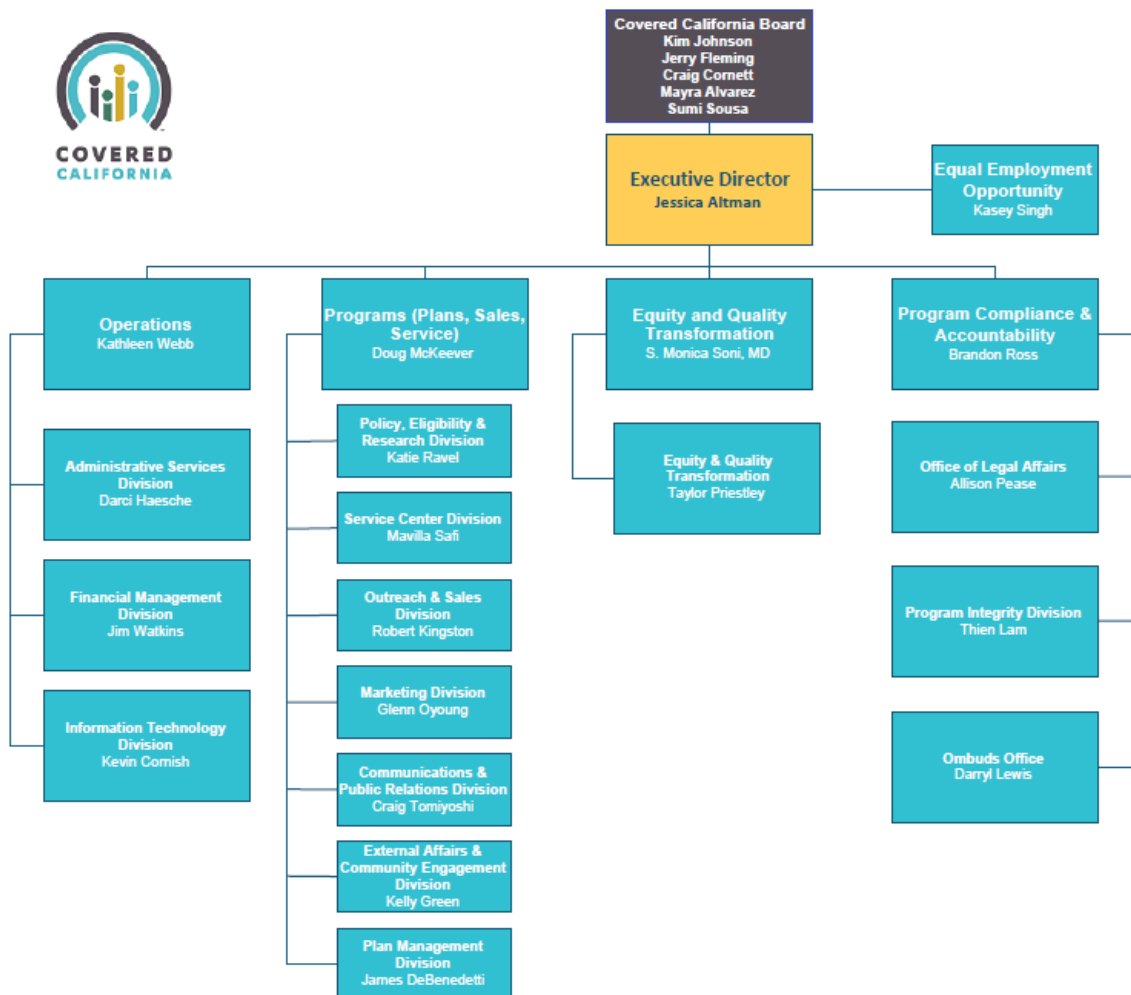 COVERED
CALIFORNIA
Covered California Board
Kim Johnson
Jerry Fleming
Craig Cornett
Mayra Alvarez
Sumi Sousa
Executive Director
Jessica Altman
Equal Employment
Opportunity
Kasey Singh
Operations
Kathleen Webb
Administrative Services
Division
Darci Haesche
Financial Management
Division
Jim Watkins
Information Technology
Division
Kevin Cornish
Programs (Plans, Sales,
Service)
Doug McKeever
Policy, Eligibility &
Research Division
Katie Ravel
Service Center Division
Mavilla Safi
Outreach & Sales
Division
Robert Kingston
Marketing Division
Glenn Oyoung
Communications &
Public Relations Division
Craig Tomiyoshi
External Affairs &
Community Engagement
Division
Kelly Green
Plan Management
Division
James DeBenedetti
Equity and Quality
Transformation
S. Monica Soni, MD
Equity & Quality
Transformation
Taylor Priestley
Program Compliance &
Accountability
Brandon Ross
Office of Legal Affairs
Allison Pease
Program Integrity Division
Thien Lam
Ombuds Office
Darryl Lewis